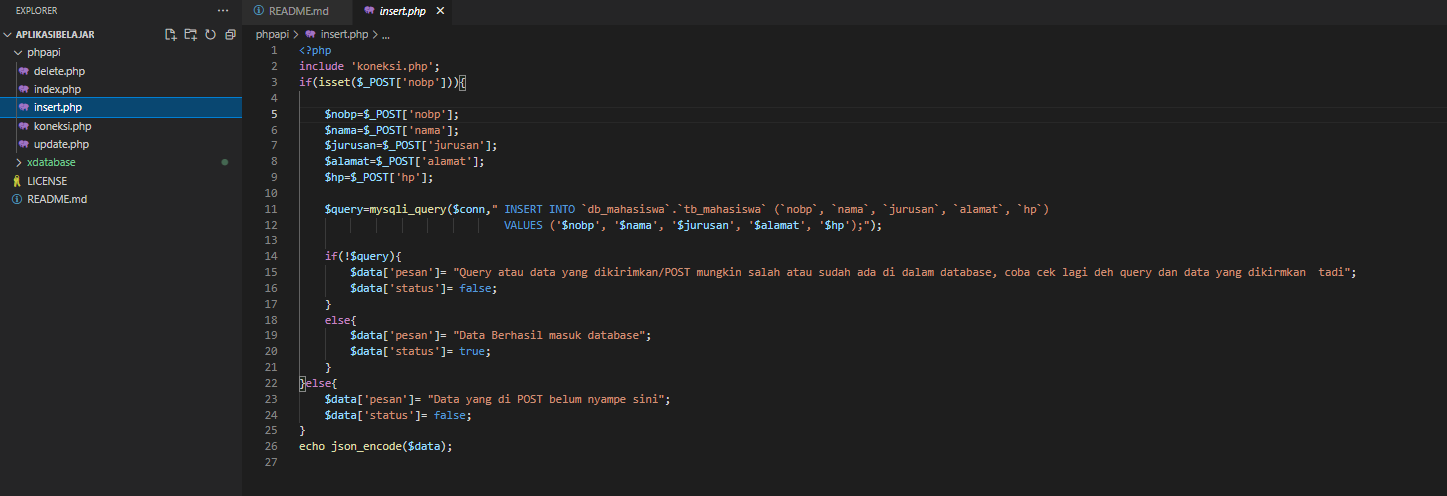 EXPLORER
···
README.md
insert.php
APLIKASIBELAJAR
phpapi > insert.php > ...
phpapi
delete.php
index.php
insert.php
koneksi.php
update.php
xdatabase
LICENSE
README.md
1 <?php
2 include 'koneksi.php';
3 if(isset($_POST['nobp'])){
4
5 $nobp=$_POST['nobp'];
6 $nama=$_POST['nama'];
7 $jurusan=$_POST['jurusan'];
8 $alamat=$_POST['alamat'];
9 $hp=$_POST['hp'];
10
11 $query=mysqli_query($conn," INSERT INTO `db_mahasiswa`.`tb_mahasiswa` (`nobp`, `nama`, `jurusan`, `alamat`, `hp`)
12 VALUES ('$nobp', '$nama', '$jurusan', '$alamat', '$hp');");
13
14 if(!$query){
15 $data['pesan']= "Query atau data yang dikirimkan/POST mungkin salah atau sudah ada di dalam database, coba cek lagi deh query dan data yang dikirmkan  tadi";
16 $data['status']= false;
17 }
18 else{
19 $data['pesan']= "Data Berhasil masuk database";
20 $data['status']= true;
21 }
22 }else{
23 $data['pesan']= "Data yang di POST belum nyampe sini";
24 $data['status']= false;
25 }
26 echo json_encode($data);
27